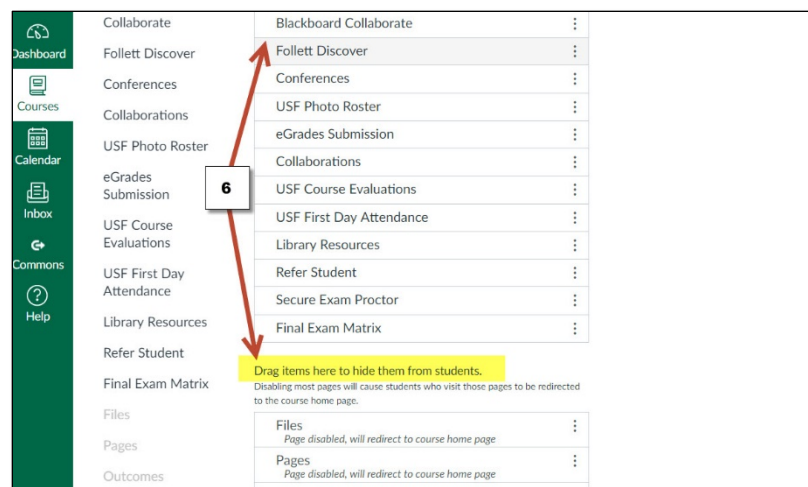 Dashboard
Courses
Calendar
Inbox
Commons
Help
Collaborate
Follett Discover
Conferences
Collaborations
USF Photo Roster
eGrades
Submission
USF Course
Evaluations
USF First Day
Attendance
Library Resources
Refer Student
Final Exam Matrix
Files
Pages
Outcomes
6
Blackboard Collaborate
Follett Discover
Conferences
USF Photo Roster
eGrades Submission
Collaborations
USF Course Evaluations
USF First Day Attendance
Library Resources
Refer Student
Secure Exam Proctor
Final Exam Matrix
Drag items here to hide them from students.
Disabling most pages will cause students who visit those pages to be redirected
to the course home page.
Files
Page disabled, will redirect to course home page
Pages
Page disabled, will redirect to course home page